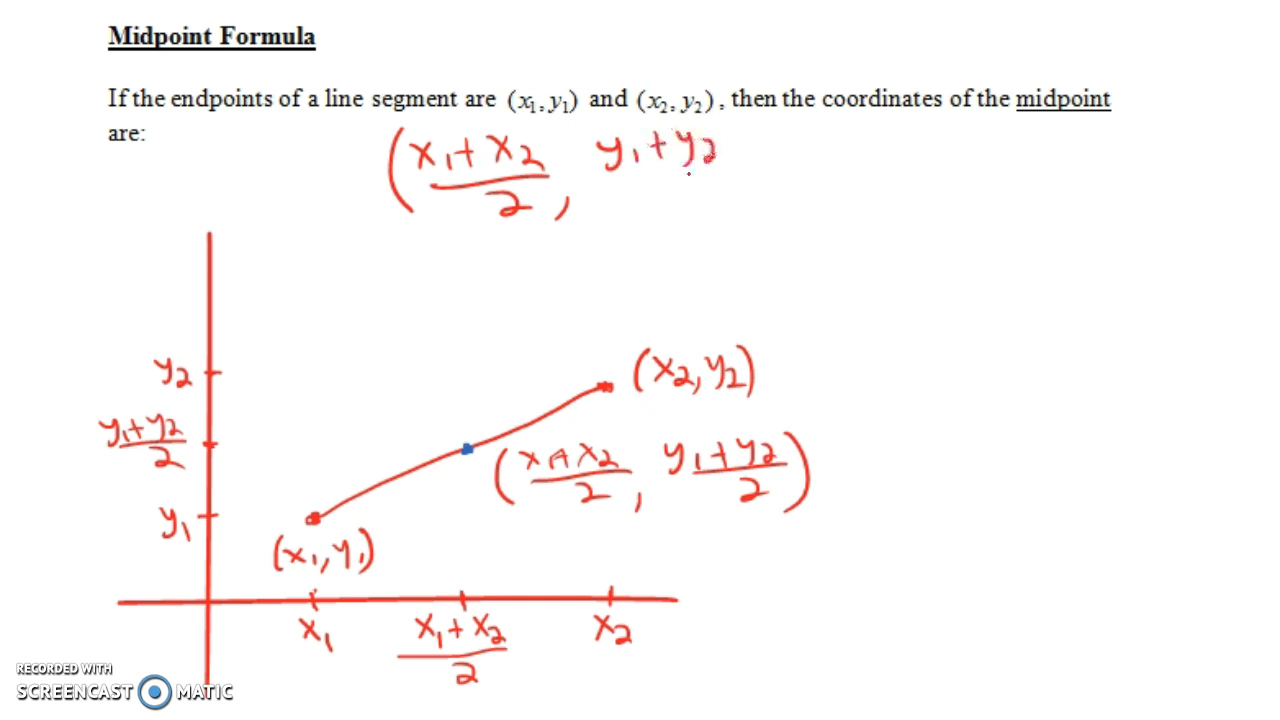 Midpoint Formula
If the endpoints of a line segment are (x₁, y₁) and (x₂, y₂), then the coordinates of the midpoint
are:
(x₁ + x₂
y₁ + y₂
2 ,
y₂
(x₂, y₂)
y₁ + y₂
2
(x₁ + x₂
2 ,
y₁ + y₂
2 )
y₁
(x₁, y₁)
x₁
x₁ + x₂
2
x₂
RECORDED WITH
SCREENCAST MATIC